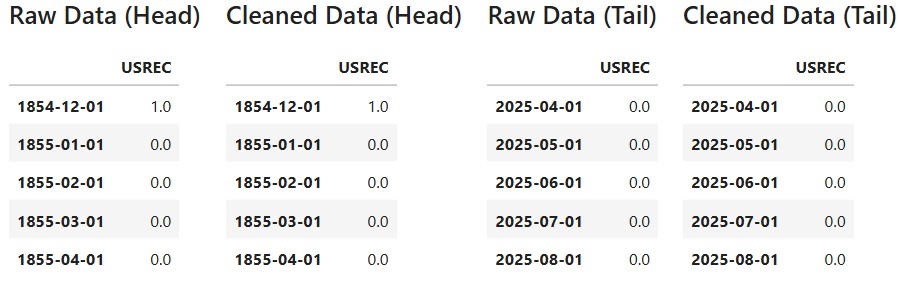 Raw Data (Head) Cleaned Data (Head) Raw Data (Tail) Cleaned Data (Tail)
USREC USREC USREC USREC
1854-12-01 1.0 1854-12-01 1.0 2025-04-01 0.0 2025-04-01 0.0
1855-01-01 0.0 1855-01-01 0.0 2025-05-01 0.0 2025-05-01 0.0
1855-02-01 0.0 1855-02-01 0.0 2025-06-01 0.0 2025-06-01 0.0
1855-03-01 0.0 1855-03-01 0.0 2025-07-01 0.0 2025-07-01 0.0
1855-04-01 0.0 1855-04-01 0.0 2025-08-01 0.0 2025-08-01 0.0